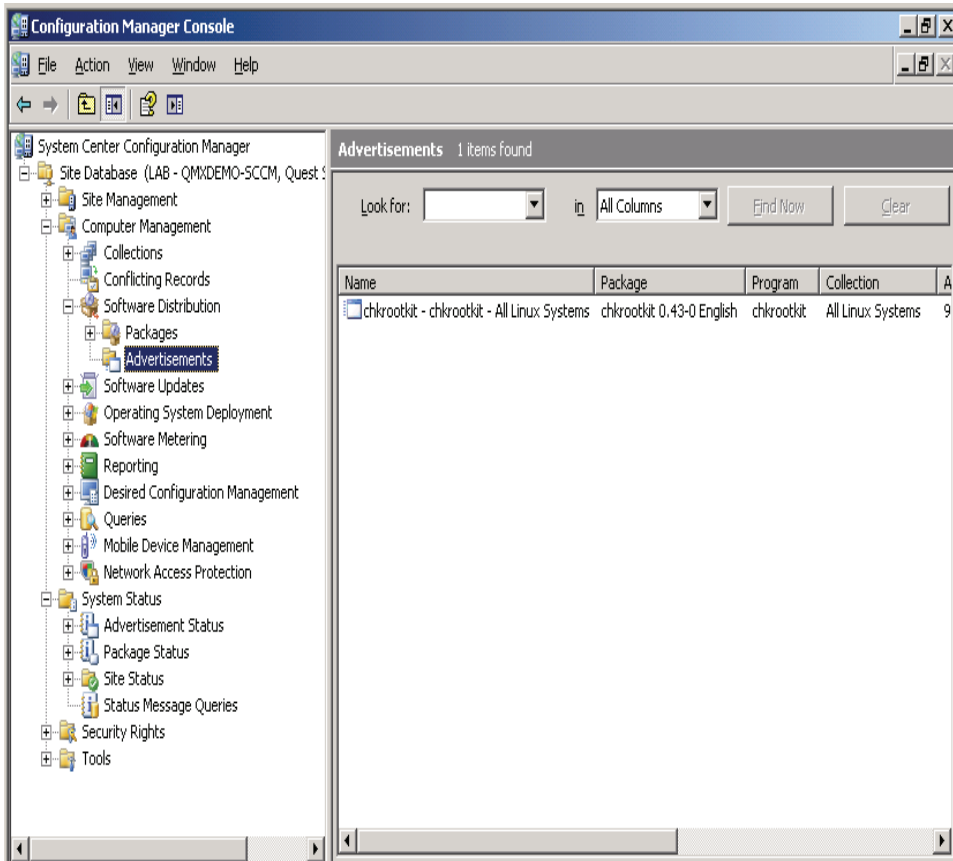 Configuration Manager Console
File Action View Window Help
System Center Configuration Manager
Site Database (LAB - QMXDEMO-SCCM, Quest S
Site Management
Computer Management
Collections
Conflicting Records
Software Distribution
Packages
Advertisements
Software Updates
Operating System Deployment
Software Metering
Reporting
Desired Configuration Management
Queries
Mobile Device Management
Network Access Protection
System Status
Advertisement Status
Package Status
Site Status
Status Message Queries
Security Rights
Tools
Advertisements 1 items found
Look for: in All Columns Find Now Clear
Name Package Program Collection A
chkrootkit - chkrootkit - All Linux Systems chkrootkit 0.43-0 English chkrootkit All Linux Systems 9